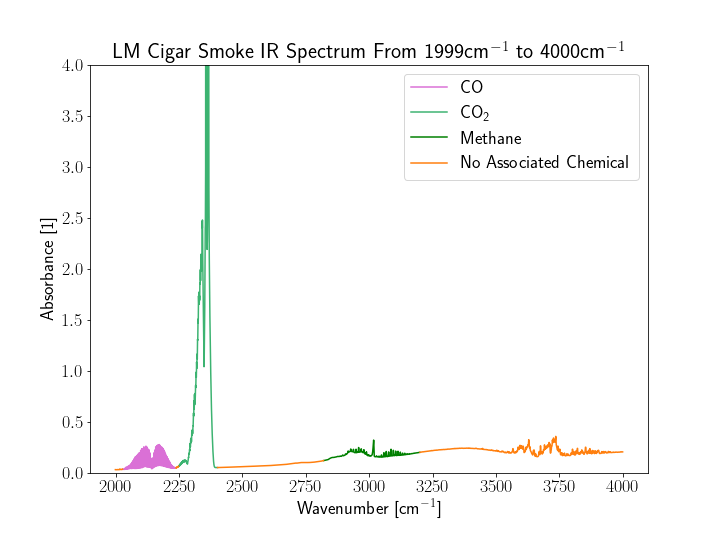 LM Cigar Smoke IR Spectrum From 1999cm⁻¹ to 4000cm⁻¹
CO
CO₂
Methane
No Associated Chemical
Absorbance [1]
4.0
3.5
3.0
2.5
2.0
1.5
1.0
0.5
0.0
2000 2250 2500 2750 3000 3250 3500 3750 4000
Wavenumber [cm⁻¹]